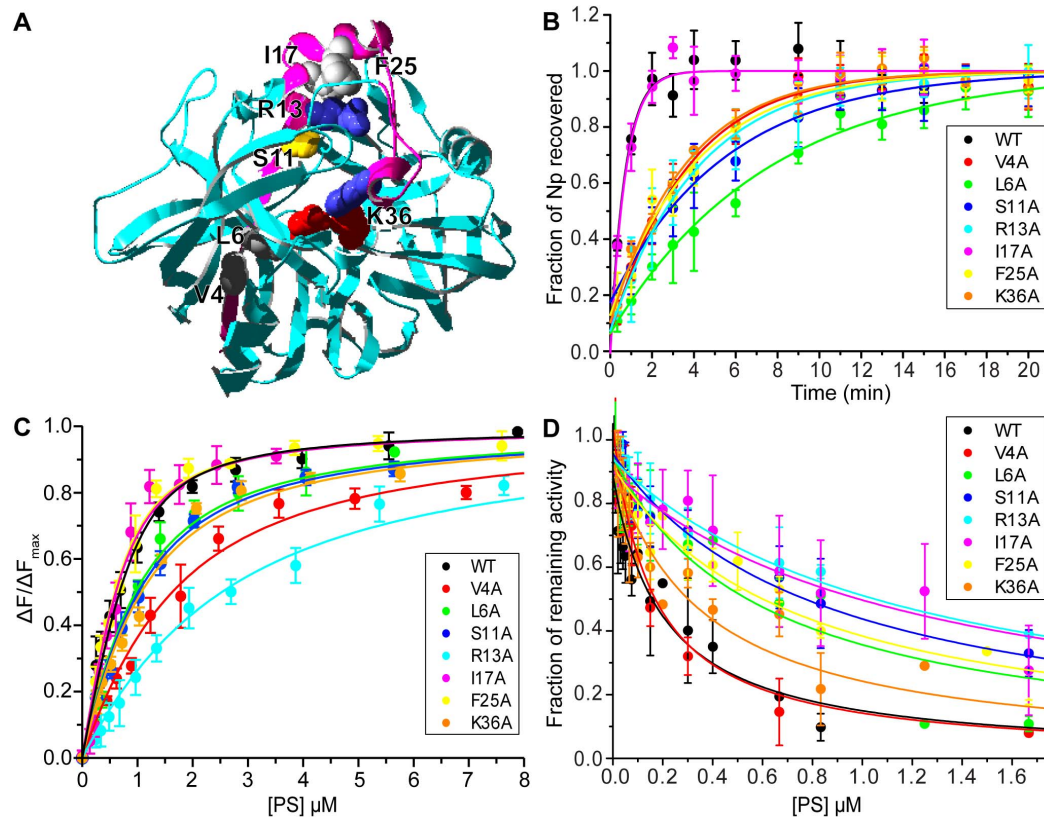 A
I17
F25
R13
S11
K36
L6
V4
B
Fraction of Np recovered
1.2
1.0
0.8
0.6
0.4
0.2
0.0
0 2 4 6 8 10 12 14 16 18 20
Time (min)
WT
V4A
L6A
S11A
R13A
I17A
F25A
K36A
C
ΔF/ΔFmax
1.0
0.8
0.6
0.4
0.2
0.0
0 1 2 3 4 5 6 7 8
[PS] µM
WT
V4A
L6A
S11A
R13A
I17A
F25A
K36A
D
Fraction of remaining activity
1.0
0.8
0.6
0.4
0.2
0.0
0.0 0.2 0.4 0.6 0.8 1.0 1.2 1.4 1.6
[PS] µM
WT
V4A
L6A
S11A
R13A
I17A
F25A
K36A